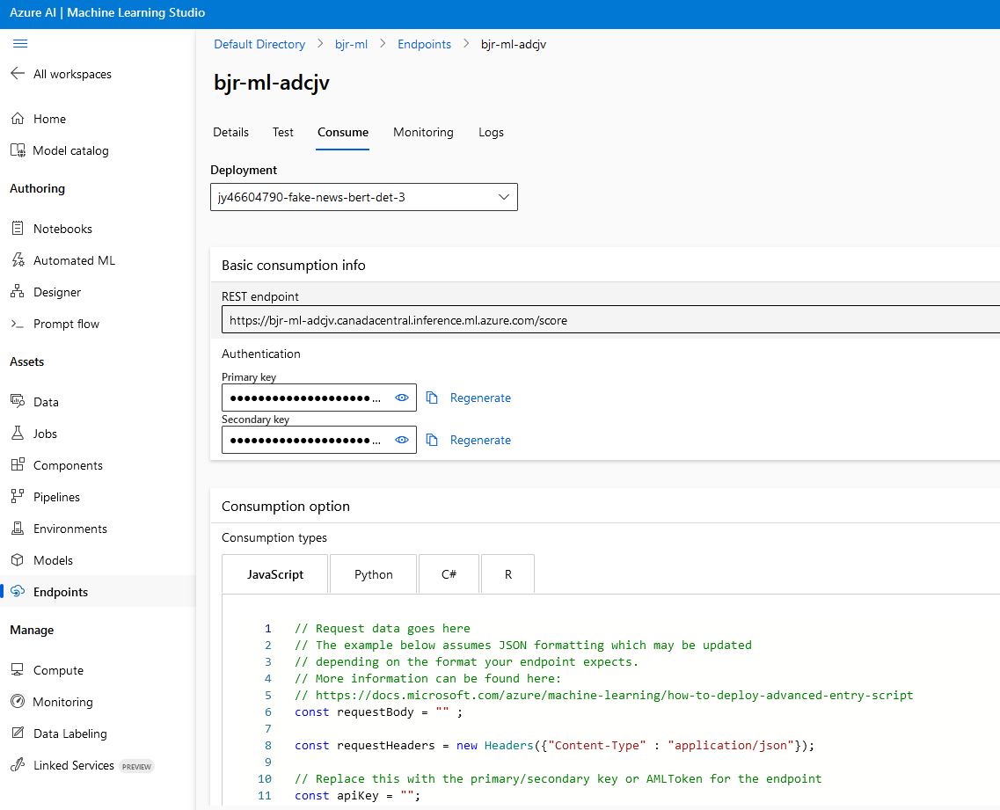 Azure AI | Machine Learning Studio
All workspaces
Home
Model catalog
Authoring
Notebooks
Automated ML
Designer
Prompt flow
Assets
Data
Jobs
Components
Pipelines
Environments
Models
Endpoints
Manage
Compute
Monitoring
Data Labeling
Linked Services PREVIEW
Default Directory > bjr-ml > Endpoints > bjr-ml-adcjv
bjr-ml-adcjv
Details Test Consume Monitoring Logs
Deployment
jy46604790-fake-news-bert-det-3
Basic consumption info
REST endpoint
https://bjr-ml-adcjv.canadacentral.inference.ml.azure.com/score
Authentication
Primary key
●●●●●●●●●●●●●●●●●●●●... Regenerate
Secondary key
●●●●●●●●●●●●●●●●●●●●... Regenerate
Consumption option
Consumption types
JavaScript Python C# R
1 // Request data goes here
2 // The example below assumes JSON formatting which may be updated
3 // depending on the format your endpoint expects.
4 // More information can be found here:
5 // https://docs.microsoft.com/azure/machine-learning/how-to-deploy-advanced-entry-script
6 const requestBody = "" ;
7
8 const requestHeaders = new Headers({"Content-Type" : "application/json"});
9
10 // Replace this with the primary/secondary key or AMLToken for the endpoint
11 const apiKey = "";